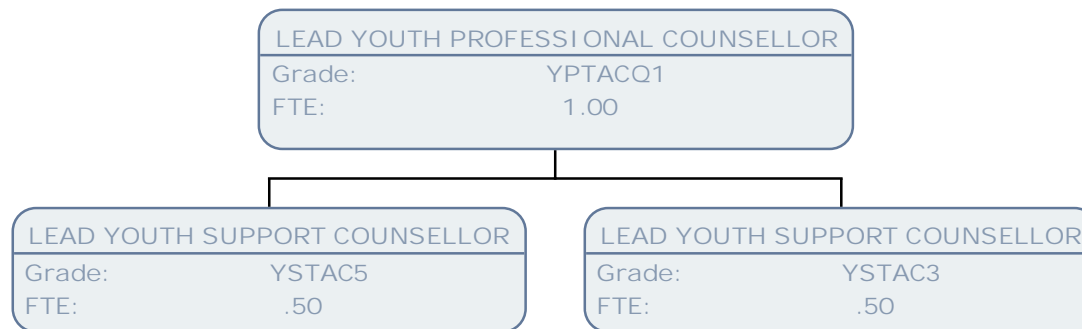 LEAD YOUTH PROFESSIONAL COUNSELLOR
Grade: YPTACQ1
FTE: 1.00
LEAD YOUTH SUPPORT COUNSELLOR
Grade: YSTAC5
FTE: .50
LEAD YOUTH SUPPORT COUNSELLOR
Grade: YSTAC3
FTE: .50